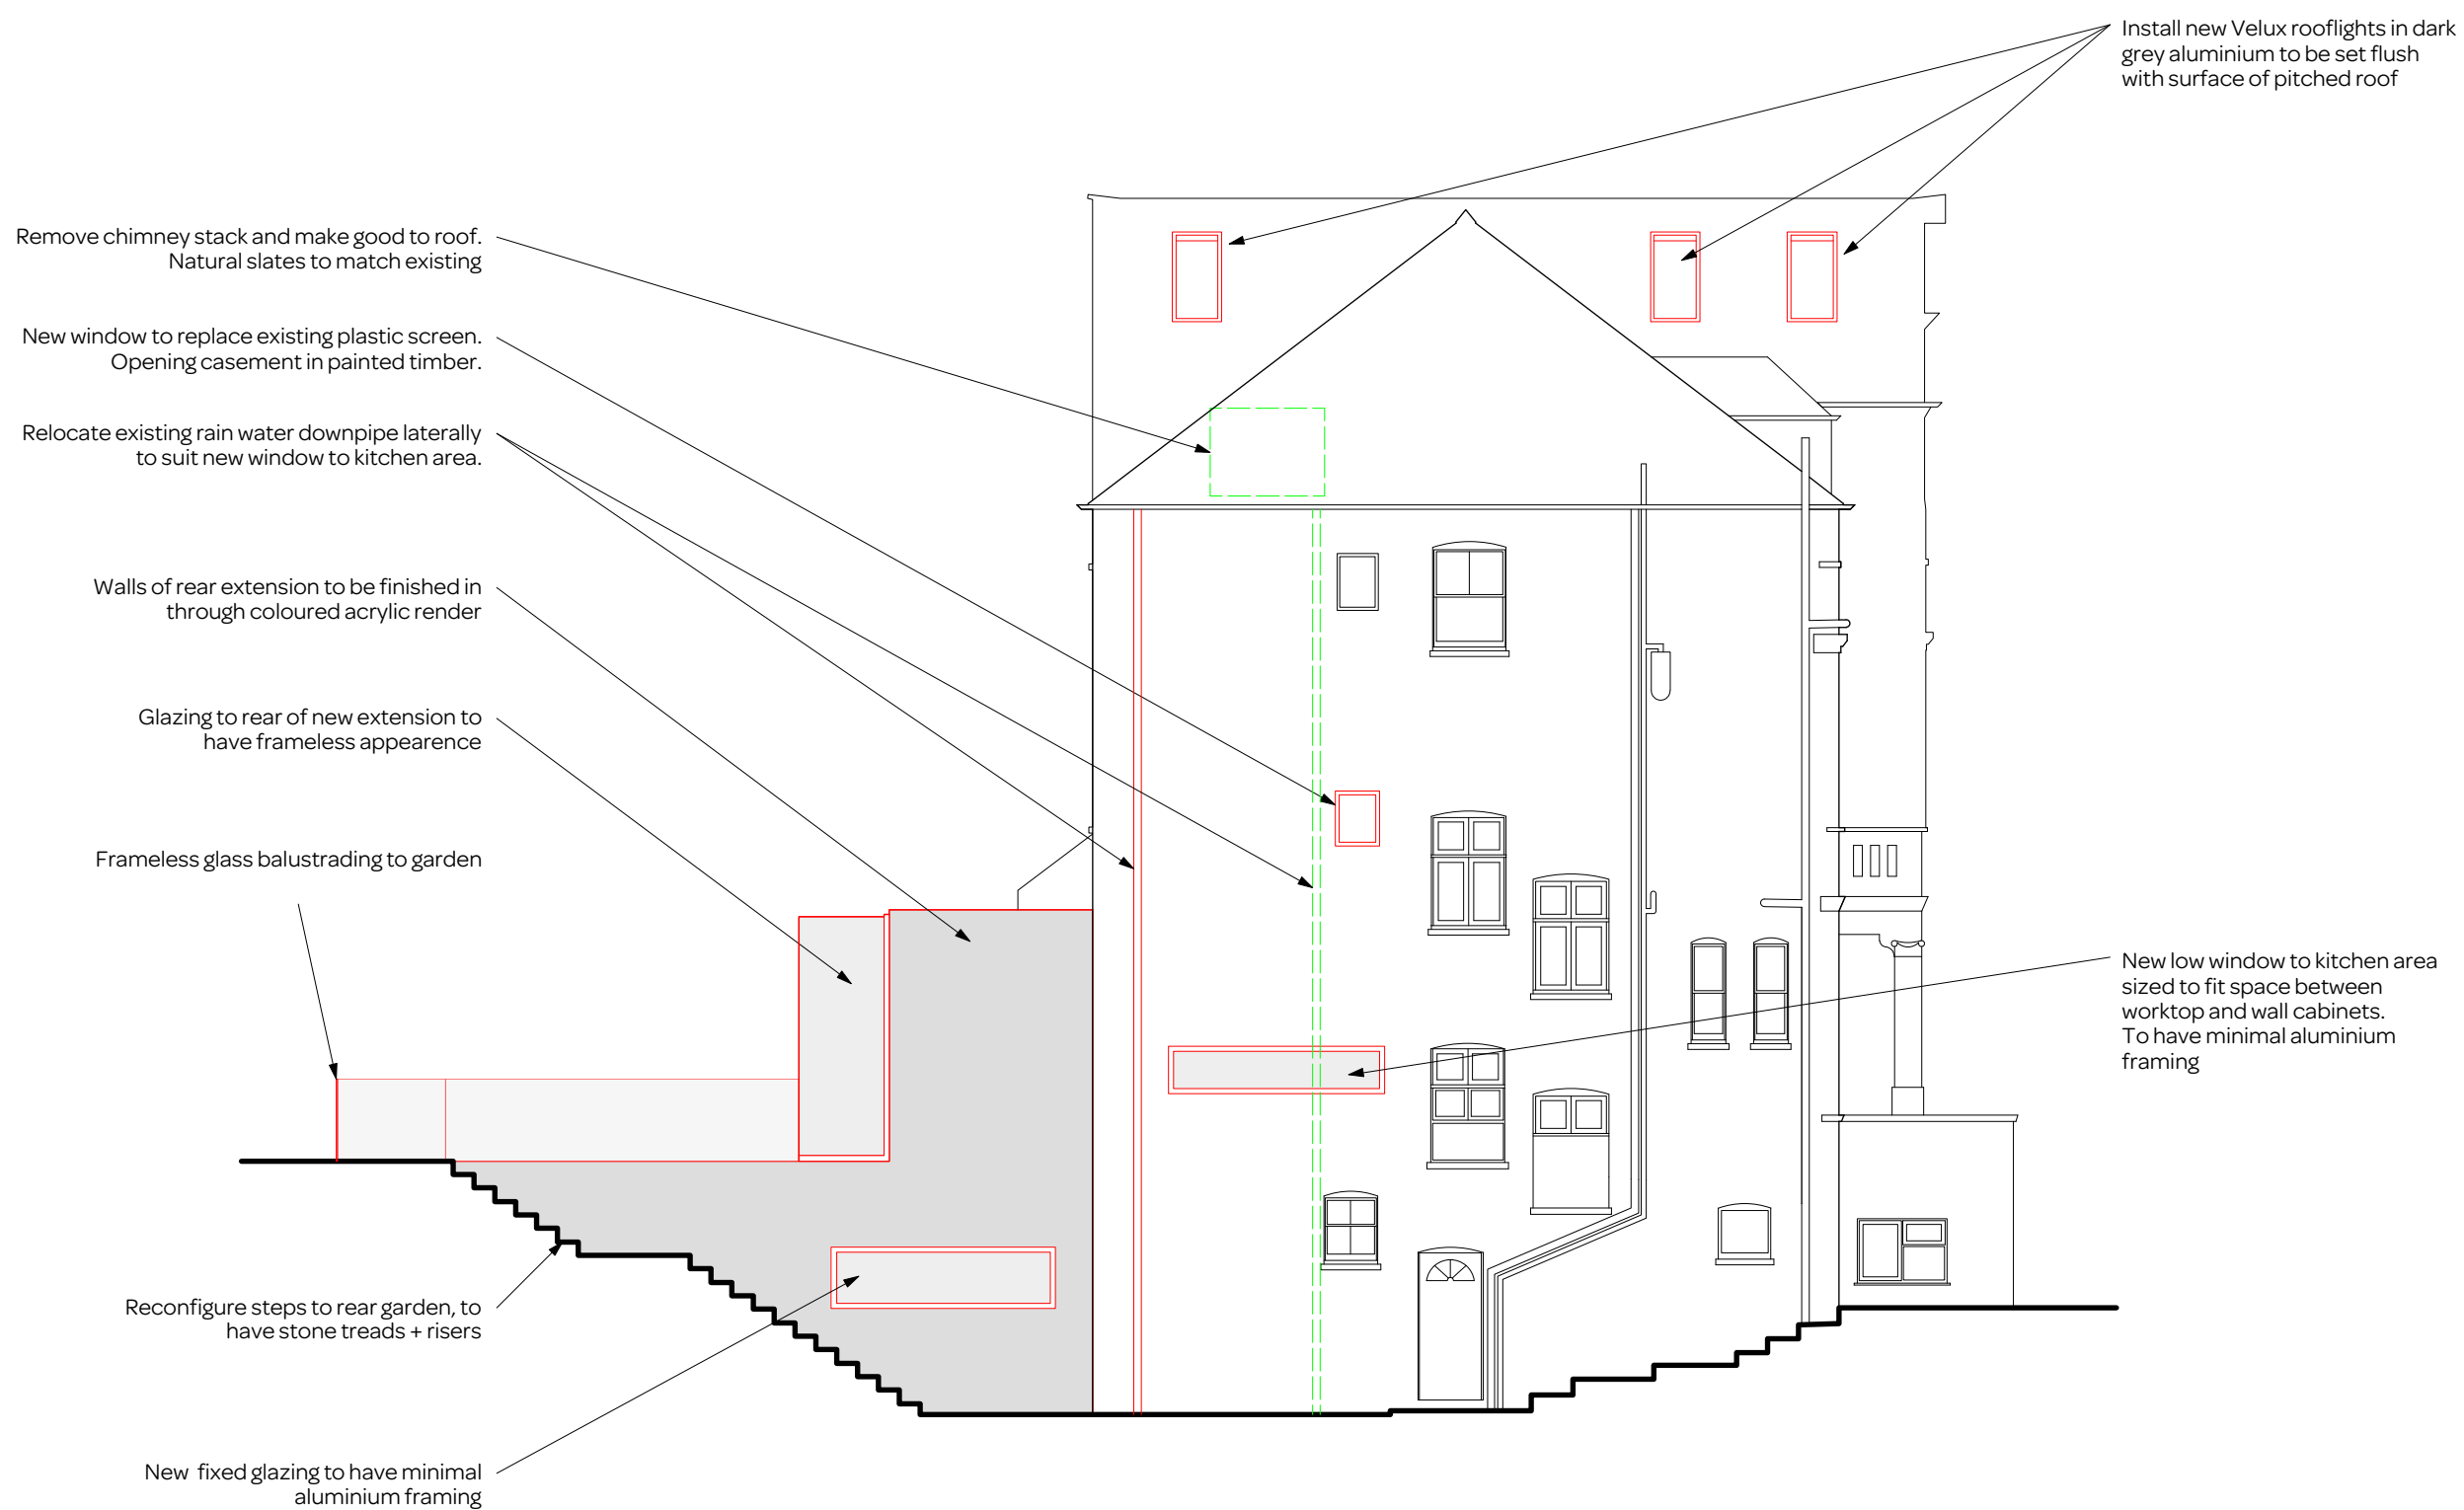 Install new Velux rooflights in dark
grey aluminium to be set flush
with surface of pitched roof
Remove chimney stack and make good to roof.
Natural slates to match existing
New window to replace existing plastic screen.
Opening casement in painted timber.
Relocate existing rain water downpipe laterally
to suit new window to kitchen area.
Walls of rear extension to be finished in
through coloured acrylic render
Glazing to rear of new extension to
have frameless appearence
Frameless glass balustrading to garden
New low window to kitchen area
sized to fit space between
worktop and wall cabinets.
To have minimal aluminium
framing
Reconfigure steps to rear garden, to
have stone treads + risers
New fixed glazing to have minimal
aluminium framing